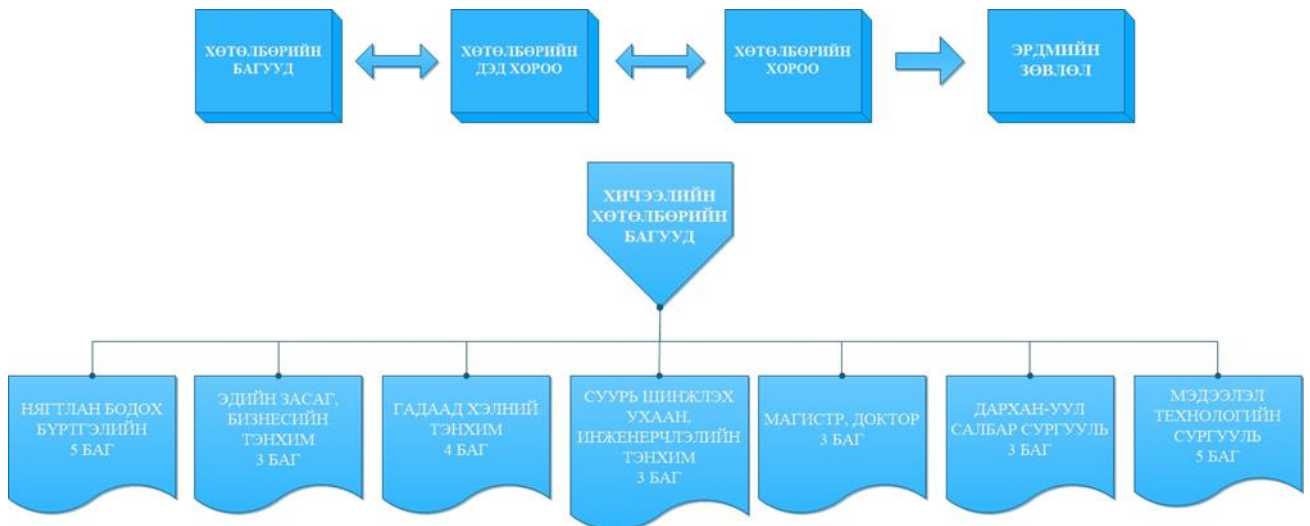 ХӨТӨЛБӨРИЙН
БАГУУД
ХӨТӨЛБӨРИЙН
ДЭД ХОРОО
ХӨТӨЛБӨРИЙН
ХОРОО
ЭРДМИЙН
ЗӨВЛӨЛ
ХИЧЭЭЛИЙН
ХӨТӨЛБӨРИЙН
БАГУУД
НЯГТЛАН БОДОХ
БҮРТГЭЛИЙН
5 БАГ
ЭДИЙН ЗАСАГ,
БИЗНЕСИЙН
ТЭНХИМ
3 БАГ
ГАДААД ХЭЛНИЙ
ТЭНХИМ
4 БАГ
СУУРЬ ШИНЖЛЭХ
УХААН,
ИНЖЕНЕРЧЛЭЛИЙН
ТЭНХИМ
3 БАГ
МАГИСТР, ДОКТОР
3 БАГ
ДАРХАН-УУЛ
САЛБАР СУРГУУЛЬ
3 БАГ
МЭДЭЭЛЭЛ
ТЕХНОЛОГИЙН
СУРГУУЛЬ
5 БАГ